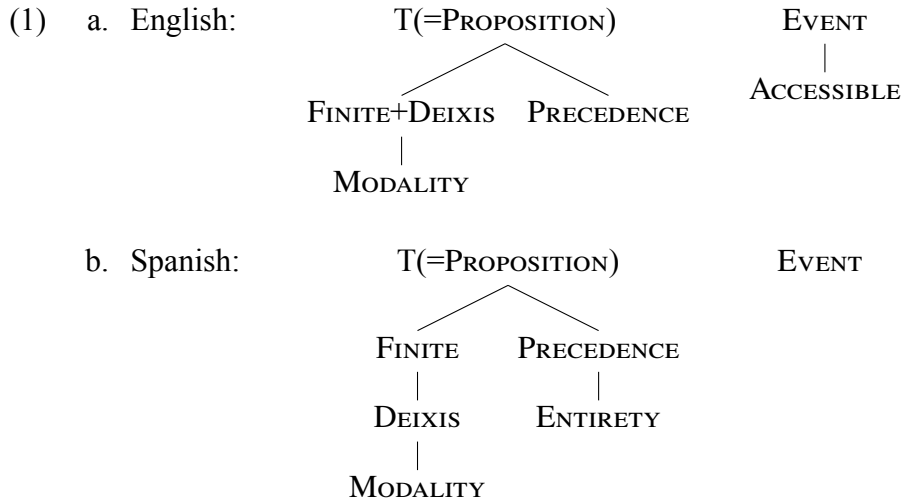 (1) a. English: T(=PROPOSITION) EVENT
ACCESSIBLE
FINITE+DEIXIS PRECEDENCE
MODALITY
b. Spanish: T(=PROPOSITION) EVENT
FINITE PRECEDENCE
DEIXIS ENTIRETY
MODALITY